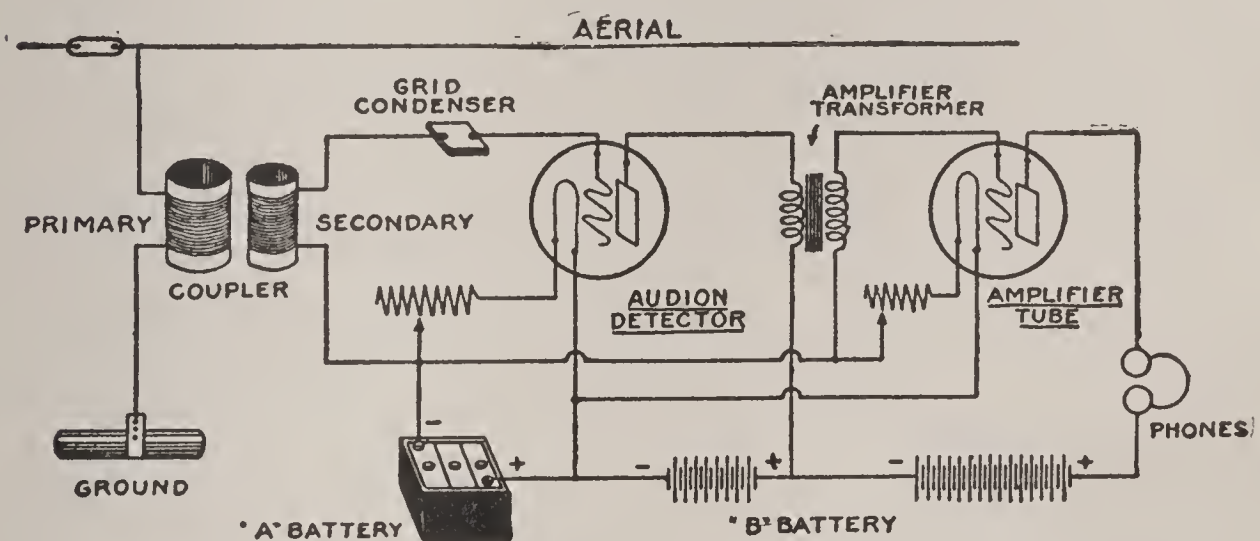 AERIAL
GRID
CONDENSER
AMPLIFIER
TRANSFORMER
PRIMARY
SECONDARY
COUPLER
AUDION
DETECTOR
AMPLIFIER
TUBE
-
+
-
+
-
+
PHONES
GROUND
"A" BATTERY
"B" BATTERY